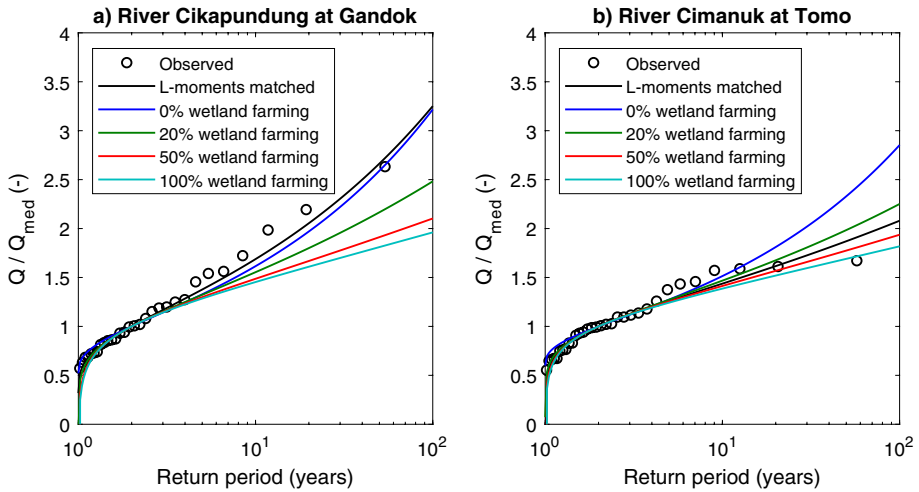 a) River Cikapundung at Gandok
Q / Q_med (-)
4
3.5
3
2.5
2
1.5
1
0.5
0
Observed
L-moments matched
0% wetland farming
20% wetland farming
50% wetland farming
100% wetland farming
10^0 10^1 10^2
Return period (years)
b) River Cimanuk at Tomo
Q / Q_med (-)
4
3.5
3
2.5
2
1.5
1
0.5
0
Observed
L-moments matched
0% wetland farming
20% wetland farming
50% wetland farming
100% wetland farming
10^0 10^1 10^2
Return period (years)